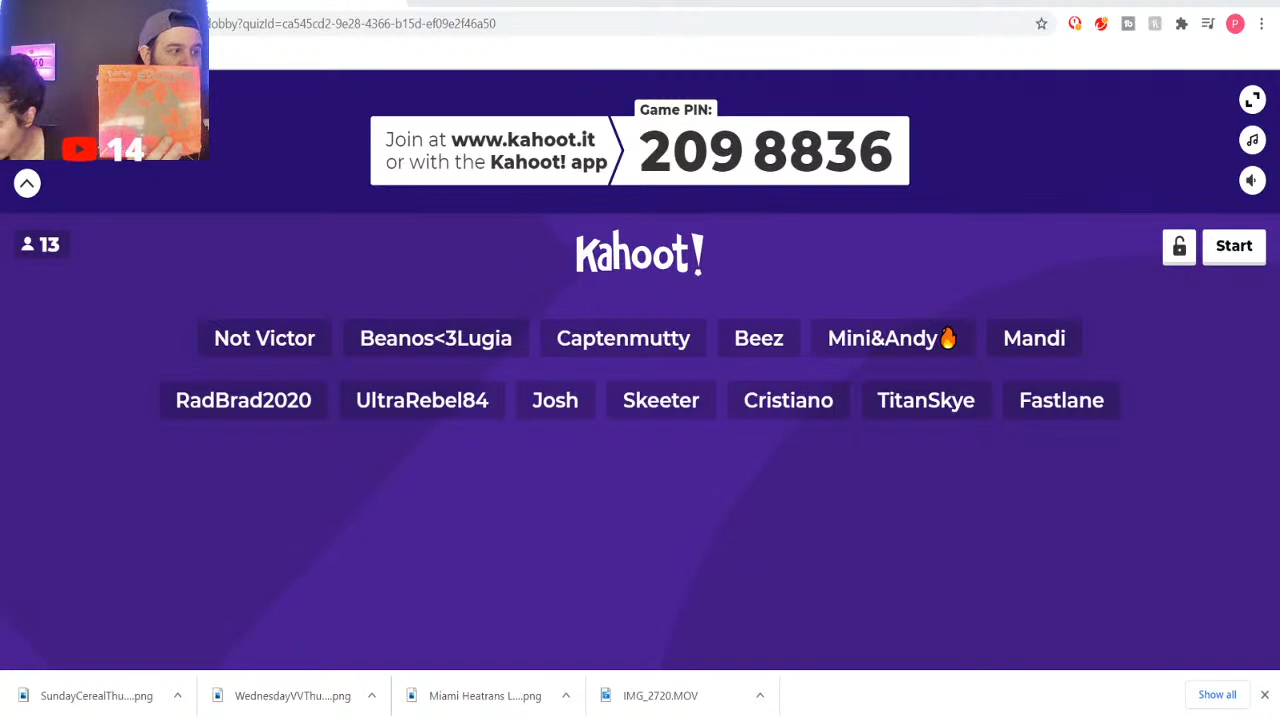 lobby?quizId=ca545cd2-9e28-4366-b15d-ef09e2f46a50
14
Join at www.kahoot.it
or with the Kahoot! app
Game PIN:
209 8836
13
Kahoot!
Start
Not Victor
Beanos<3Lugia
Captenmutty
Beez
Mini&Andy🔥
Mandi
RadBrad2020
UltraRebel84
Josh
Skeeter
Cristiano
TitanSkye
Fastlane
SundayCerealThu....png
WednesdayVVThu....png
Miami Heatrans L....png
IMG_2720.MOV
Show all